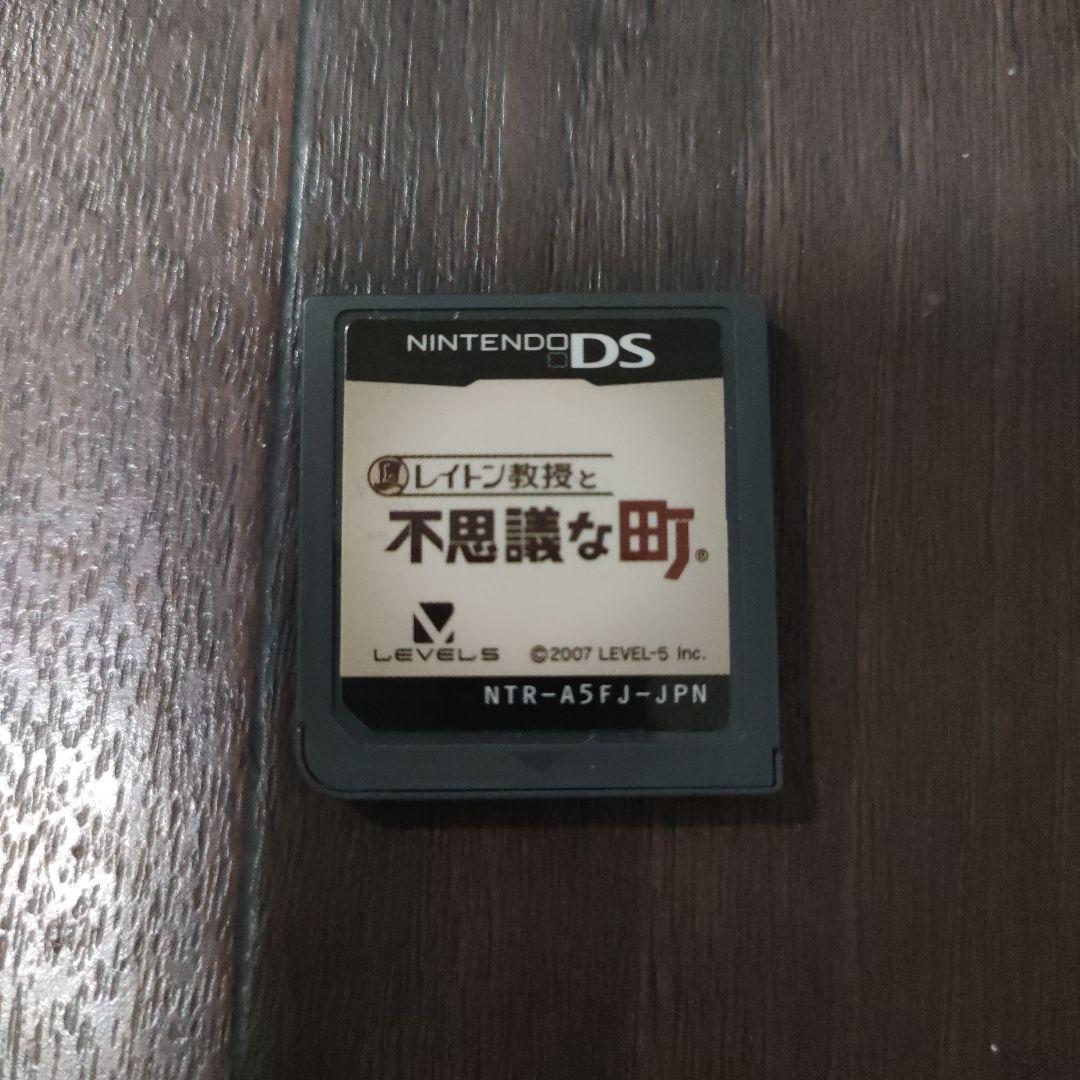 NINTENDO DS
レイトン教授と
不思議な町®
LEVEL5
©2007 LEVEL-5 Inc.
NTR-A5FJ-JPN